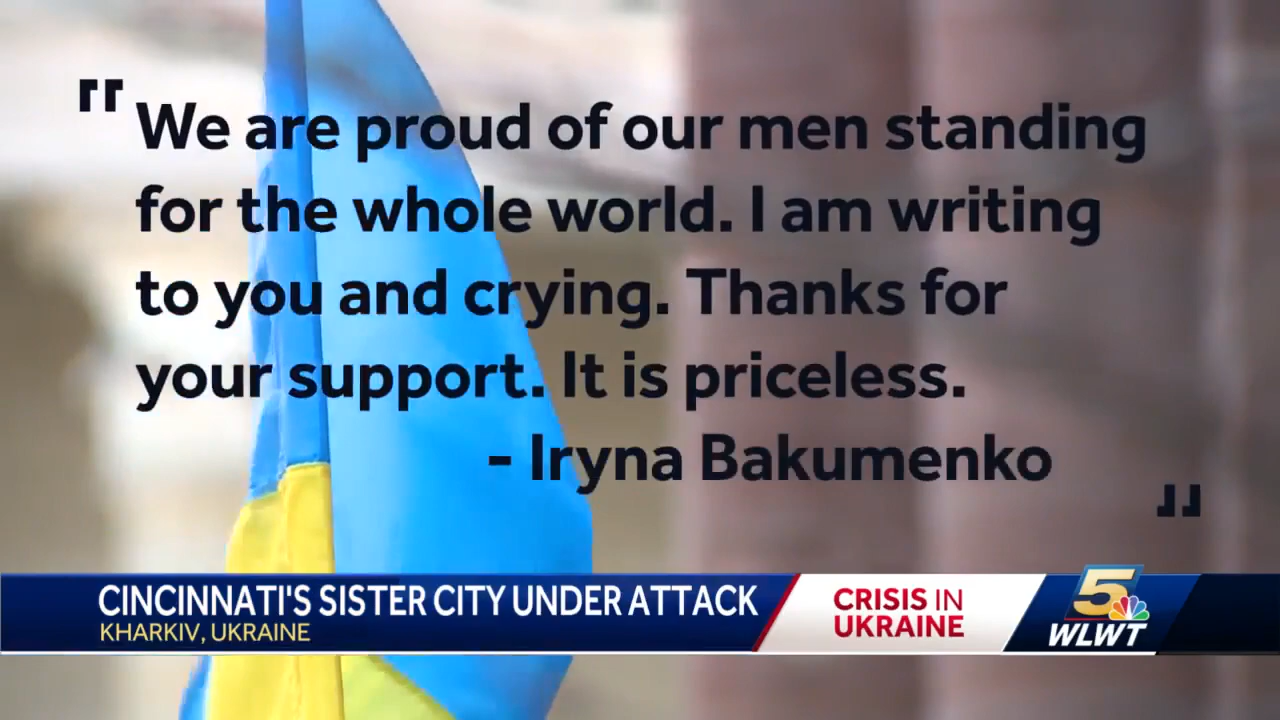 "We are proud of our men standing
for the whole world. I am writing
to you and crying. Thanks for
your support. It is priceless.
- Iryna Bakumenko"
CINCINNATI'S SISTER CITY UNDER ATTACK
KHARKIV, UKRAINE
CRISIS IN
UKRAINE
5
WLWT